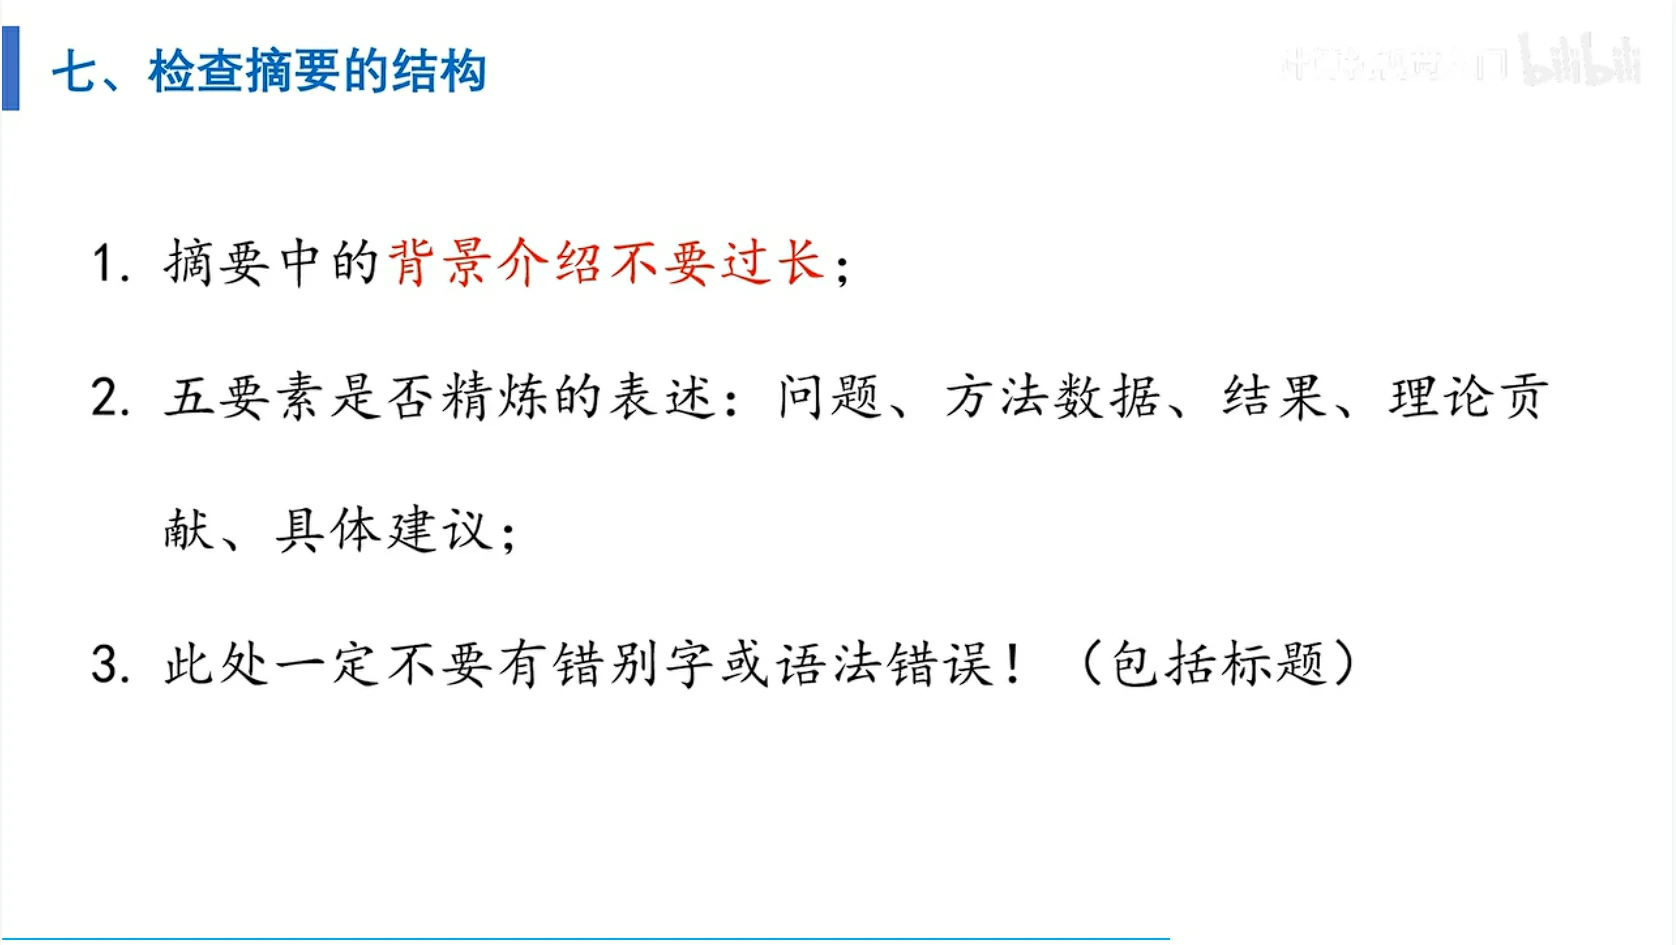 七、检查摘要的结构
bilibili
1. 摘要中的背景介绍不要过长；
2. 五要素是否精炼的表述：问题、方法数据、结果、理论贡
献、具体建议；
3. 此处一定不要有错别字或语法错误！（包括标题）